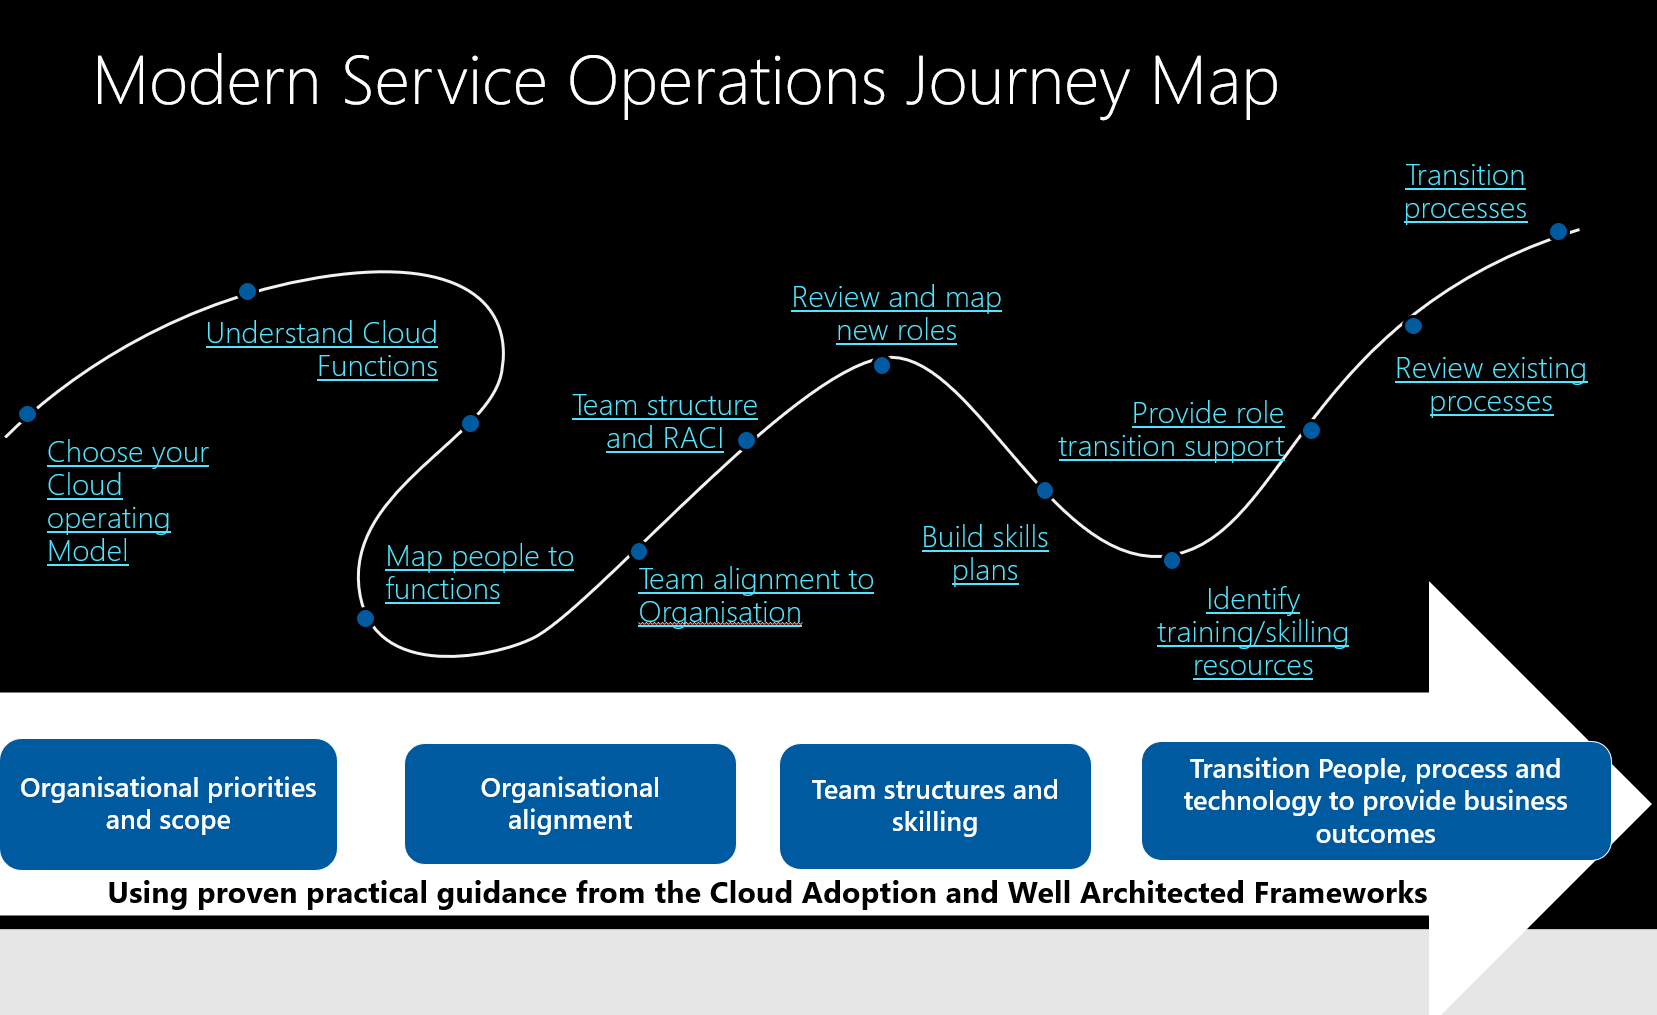 Modern Service Operations Journey Map
Choose your
Cloud
operating
Model
Understand Cloud
Functions
Map people to
functions
Team alignment to
Organisation
Team structure
and RACI
Review and map
new roles
Build skills
plans
Identify
training/skilling
resources
Provide role
transition support
Review existing
processes
Transition
processes
Organisational priorities
and scope
Organisational
alignment
Team structures and
skilling
Transition People, process and
technology to provide business
outcomes
Using proven practical guidance from the Cloud Adoption and Well Architected Frameworks